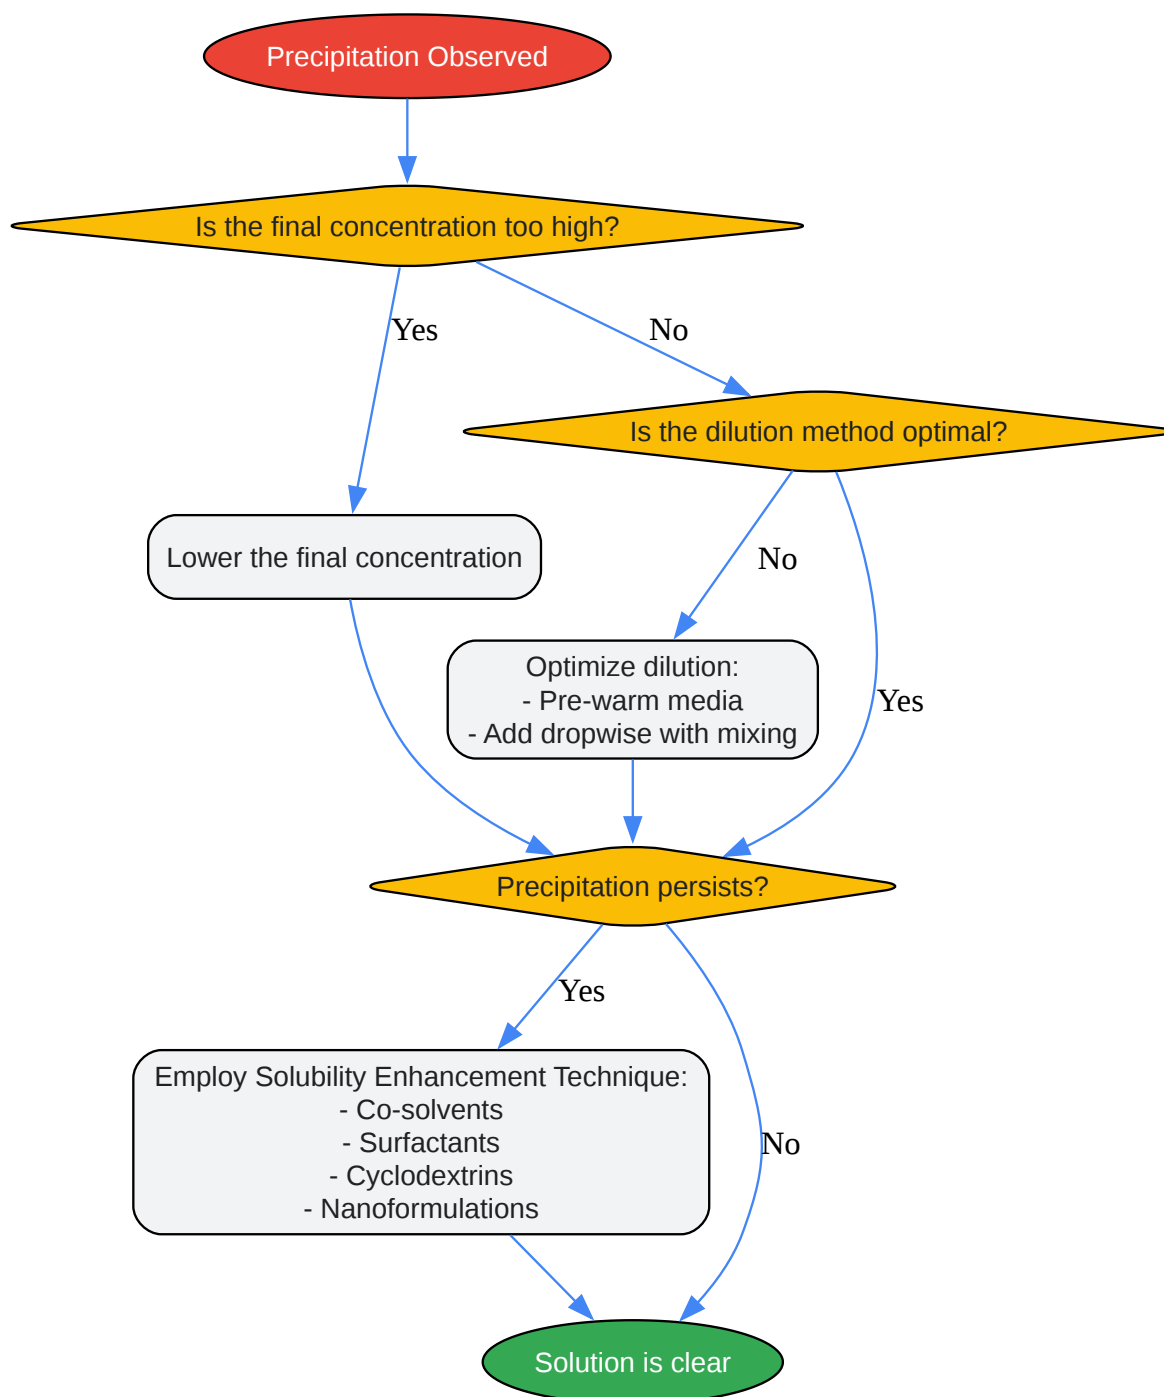 Precipitation Observed
Is the final concentration too high?
Yes
No
Is the dilution method optimal?
Lower the final concentration
No
Optimize dilution:
- Pre-warm media
- Add dropwise with mixing
Yes
Precipitation persists?
Yes
Employ Solubility Enhancement Technique:
- Co-solvents
- Surfactants
- Cyclodextrins
- Nanoformulations
No
Solution is clear